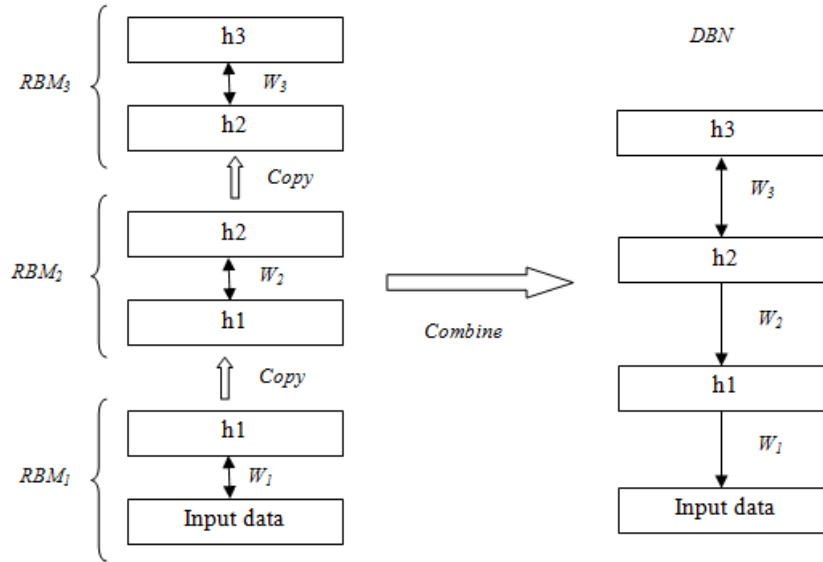 h3
RBM3
W3
h2
Copy
h2
RBM2
W2
h1
Copy
h1
RBM1
W1
Input data
Combine
DBN
h3
W3
h2
W2
h1
W1
Input data